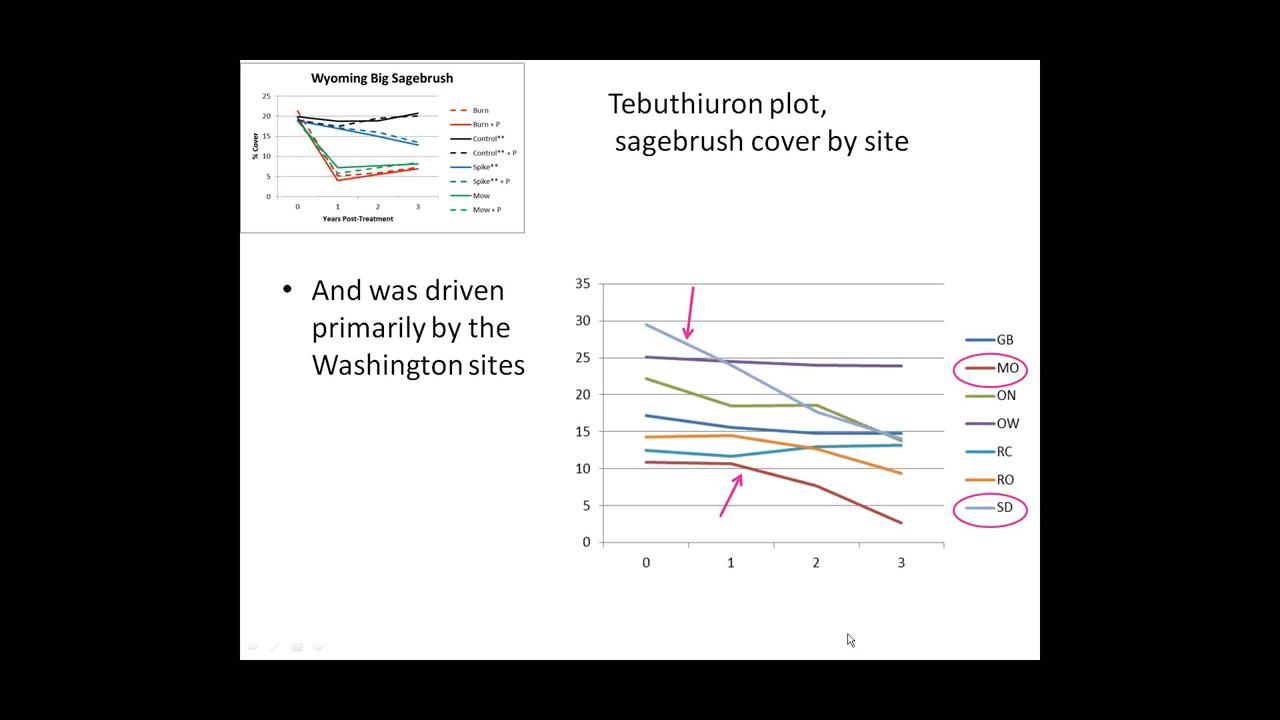 Wyoming Big Sagebrush
25
20
15
10
5
0
% Cover
0 1 2 3
Years Post-Treatment
Burn
Burn + P
Control**
Control** + P
Spike**
Spike** + P
Mow
Mow + P
Tebuthiuron plot,
sagebrush cover by site
• And was driven
primarily by the
Washington sites
35
30
25
20
15
10
5
0
0 1 2 3
GB
MO
ON
OW
RC
RO
SD